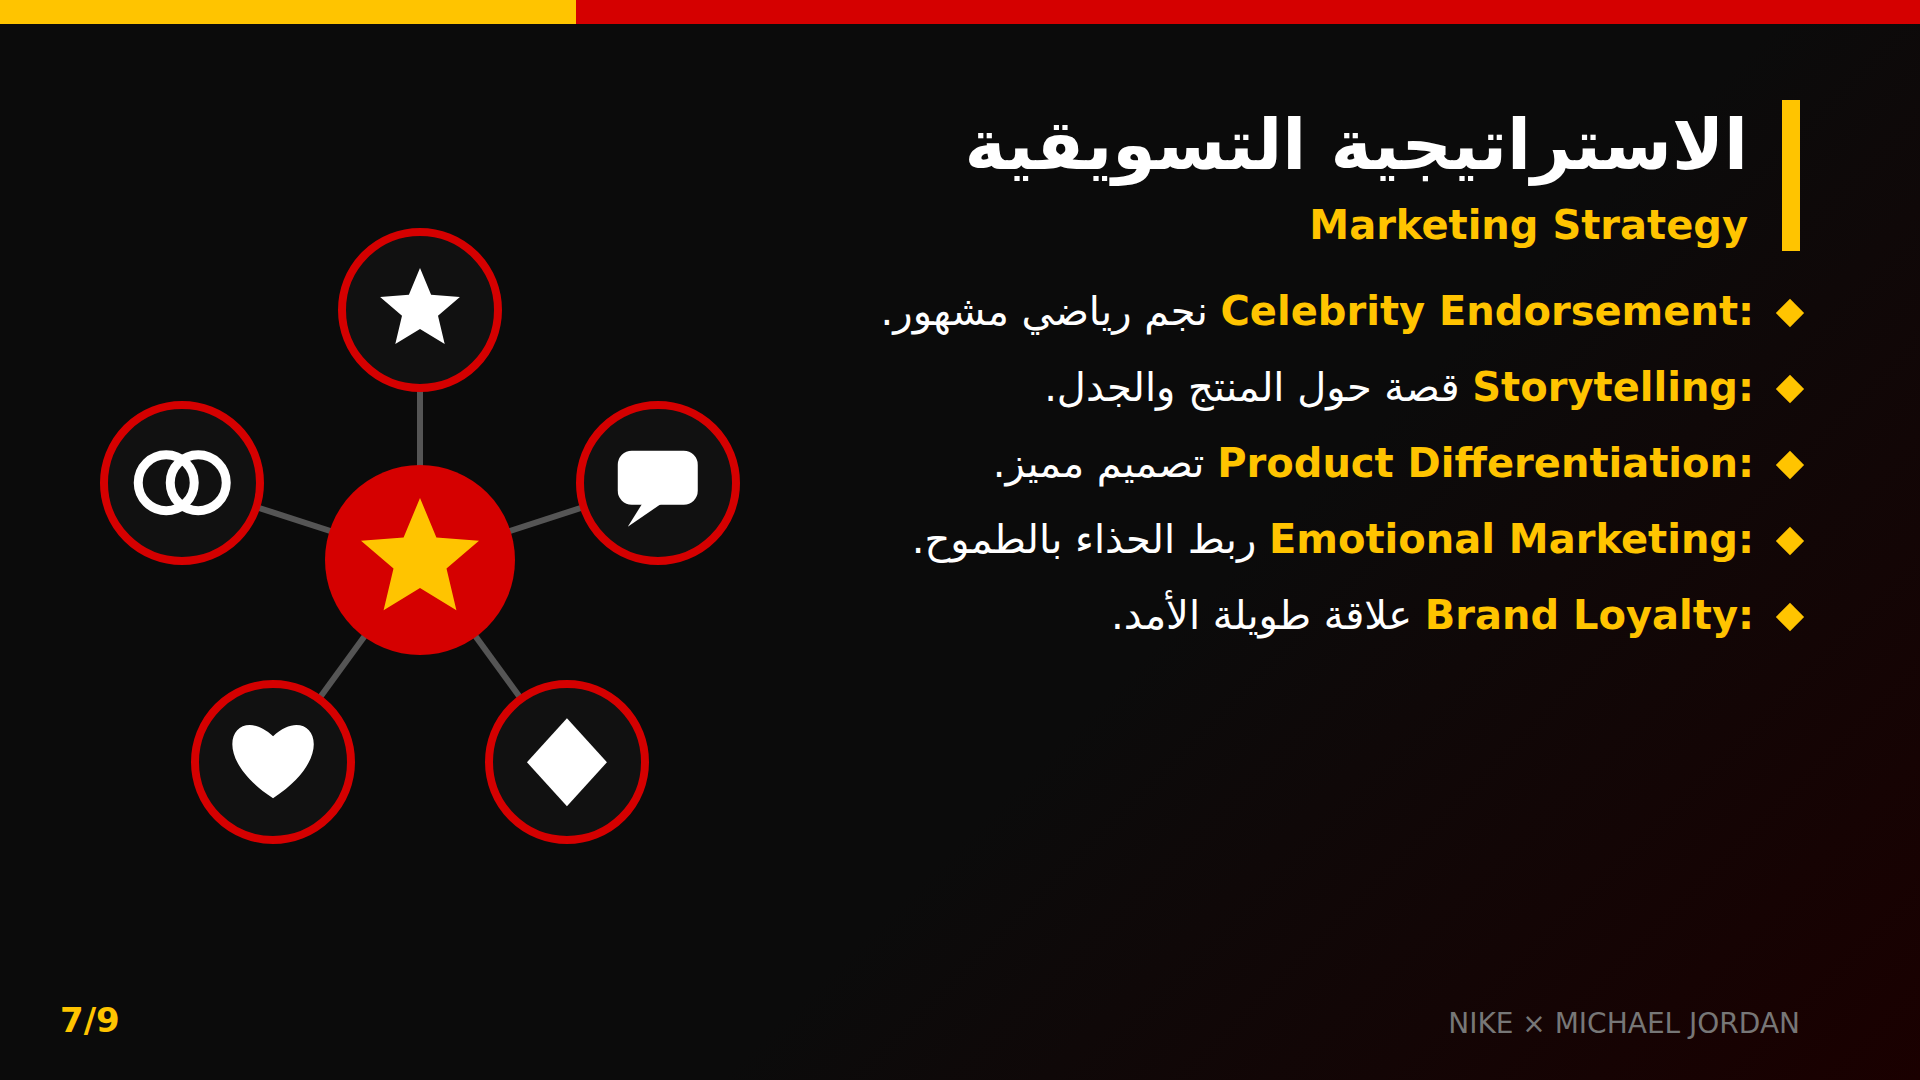 الاستراتيجية التسويقية
Marketing Strategy
Celebrity Endorsement: نجم رياضي مشهور.
Storytelling: قصة حول المنتج والجدل.
Product Differentiation: تصميم مميز.
Emotional Marketing: ربط الحذاء بالطموح.
Brand Loyalty: علاقة طويلة الأمد.
7/9
NIKE × MICHAEL JORDAN